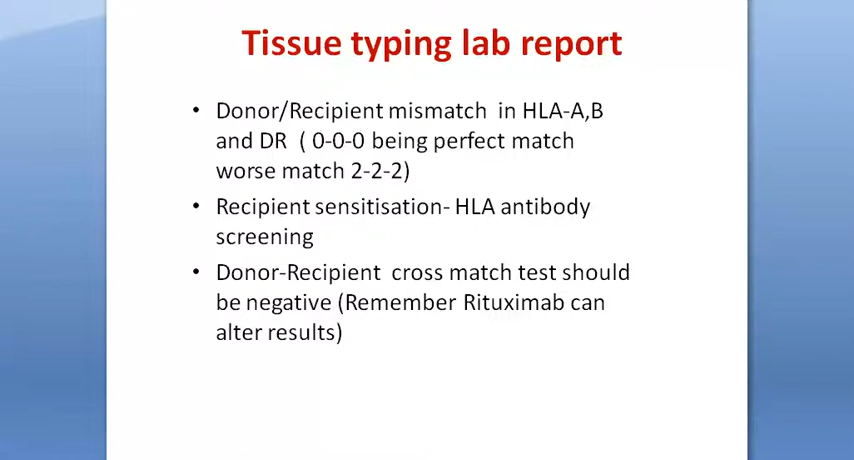 Tissue typing lab report
• Donor/Recipient mismatch in HLA-A,B
and DR ( 0-0-0 being perfect match
worse match 2-2-2)
• Recipient sensitisation- HLA antibody
screening
• Donor-Recipient cross match test should
be negative (Remember Rituximab can
alter results)